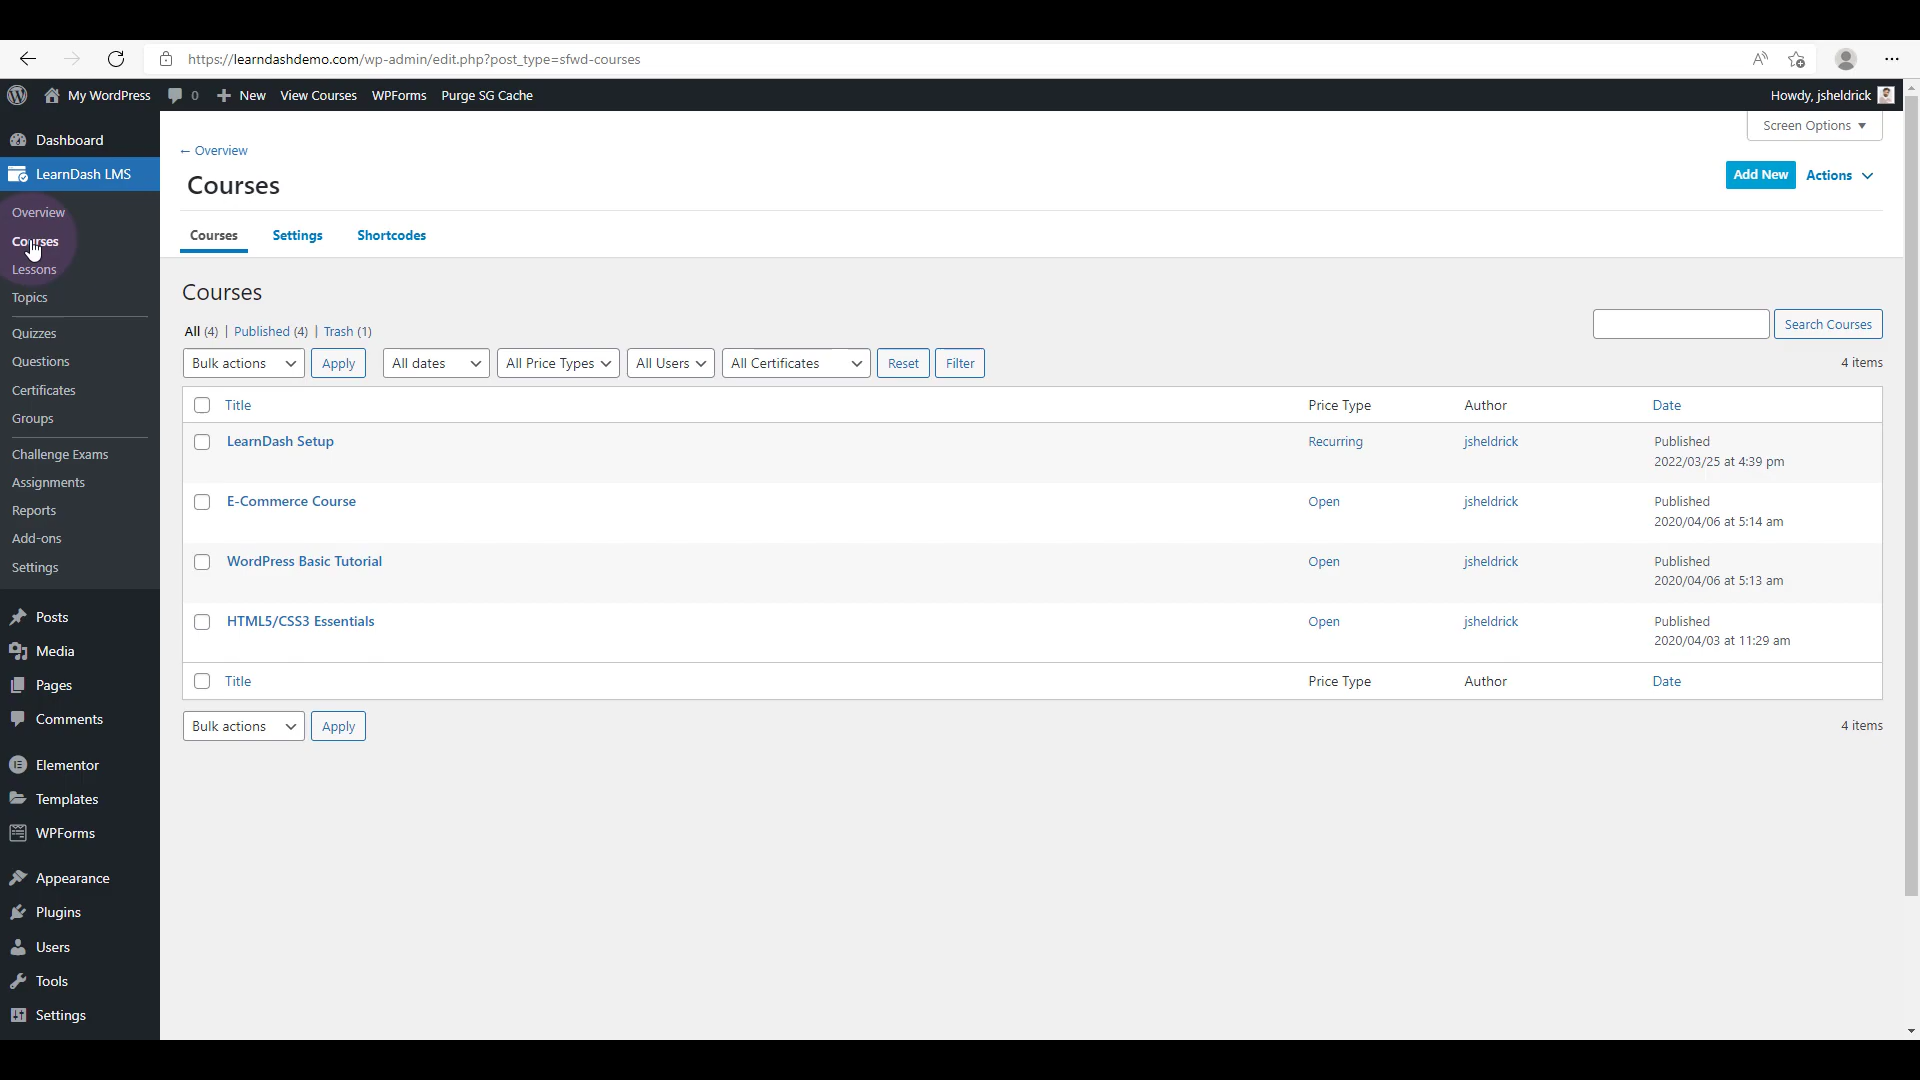 https://learndashdemo.com/wp-admin/edit.php?post_type=sfwd-courses
My WordPress 0 New View Courses WPForms Purge SG Cache Howdy, jsheldrick
Screen Options
Dashboard
LearnDash LMS
Overview
Courses
Lessons
Topics
Quizzes
Questions
Certificates
Groups
Challenge Exams
Assignments
Reports
Add-ons
Settings
Posts
Media
Pages
Comments
Elementor
Templates
WPForms
Appearance
Plugins
Users
Tools
Settings
← Overview
Courses
Add New Actions
Courses Settings Shortcodes
Courses
All (4) | Published (4) | Trash (1)
Search Courses
Bulk actions Apply All dates All Price Types All Users All Certificates Reset Filter 4 items
Title Price Type Author Date
LearnDash Setup Recurring jsheldrick Published
2022/03/25 at 4:39 pm
E-Commerce Course Open jsheldrick Published
2020/04/06 at 5:14 am
WordPress Basic Tutorial Open jsheldrick Published
2020/04/06 at 5:13 am
HTML5/CSS3 Essentials Open jsheldrick Published
2020/04/03 at 11:29 am
Title Price Type Author Date
Bulk actions Apply 4 items